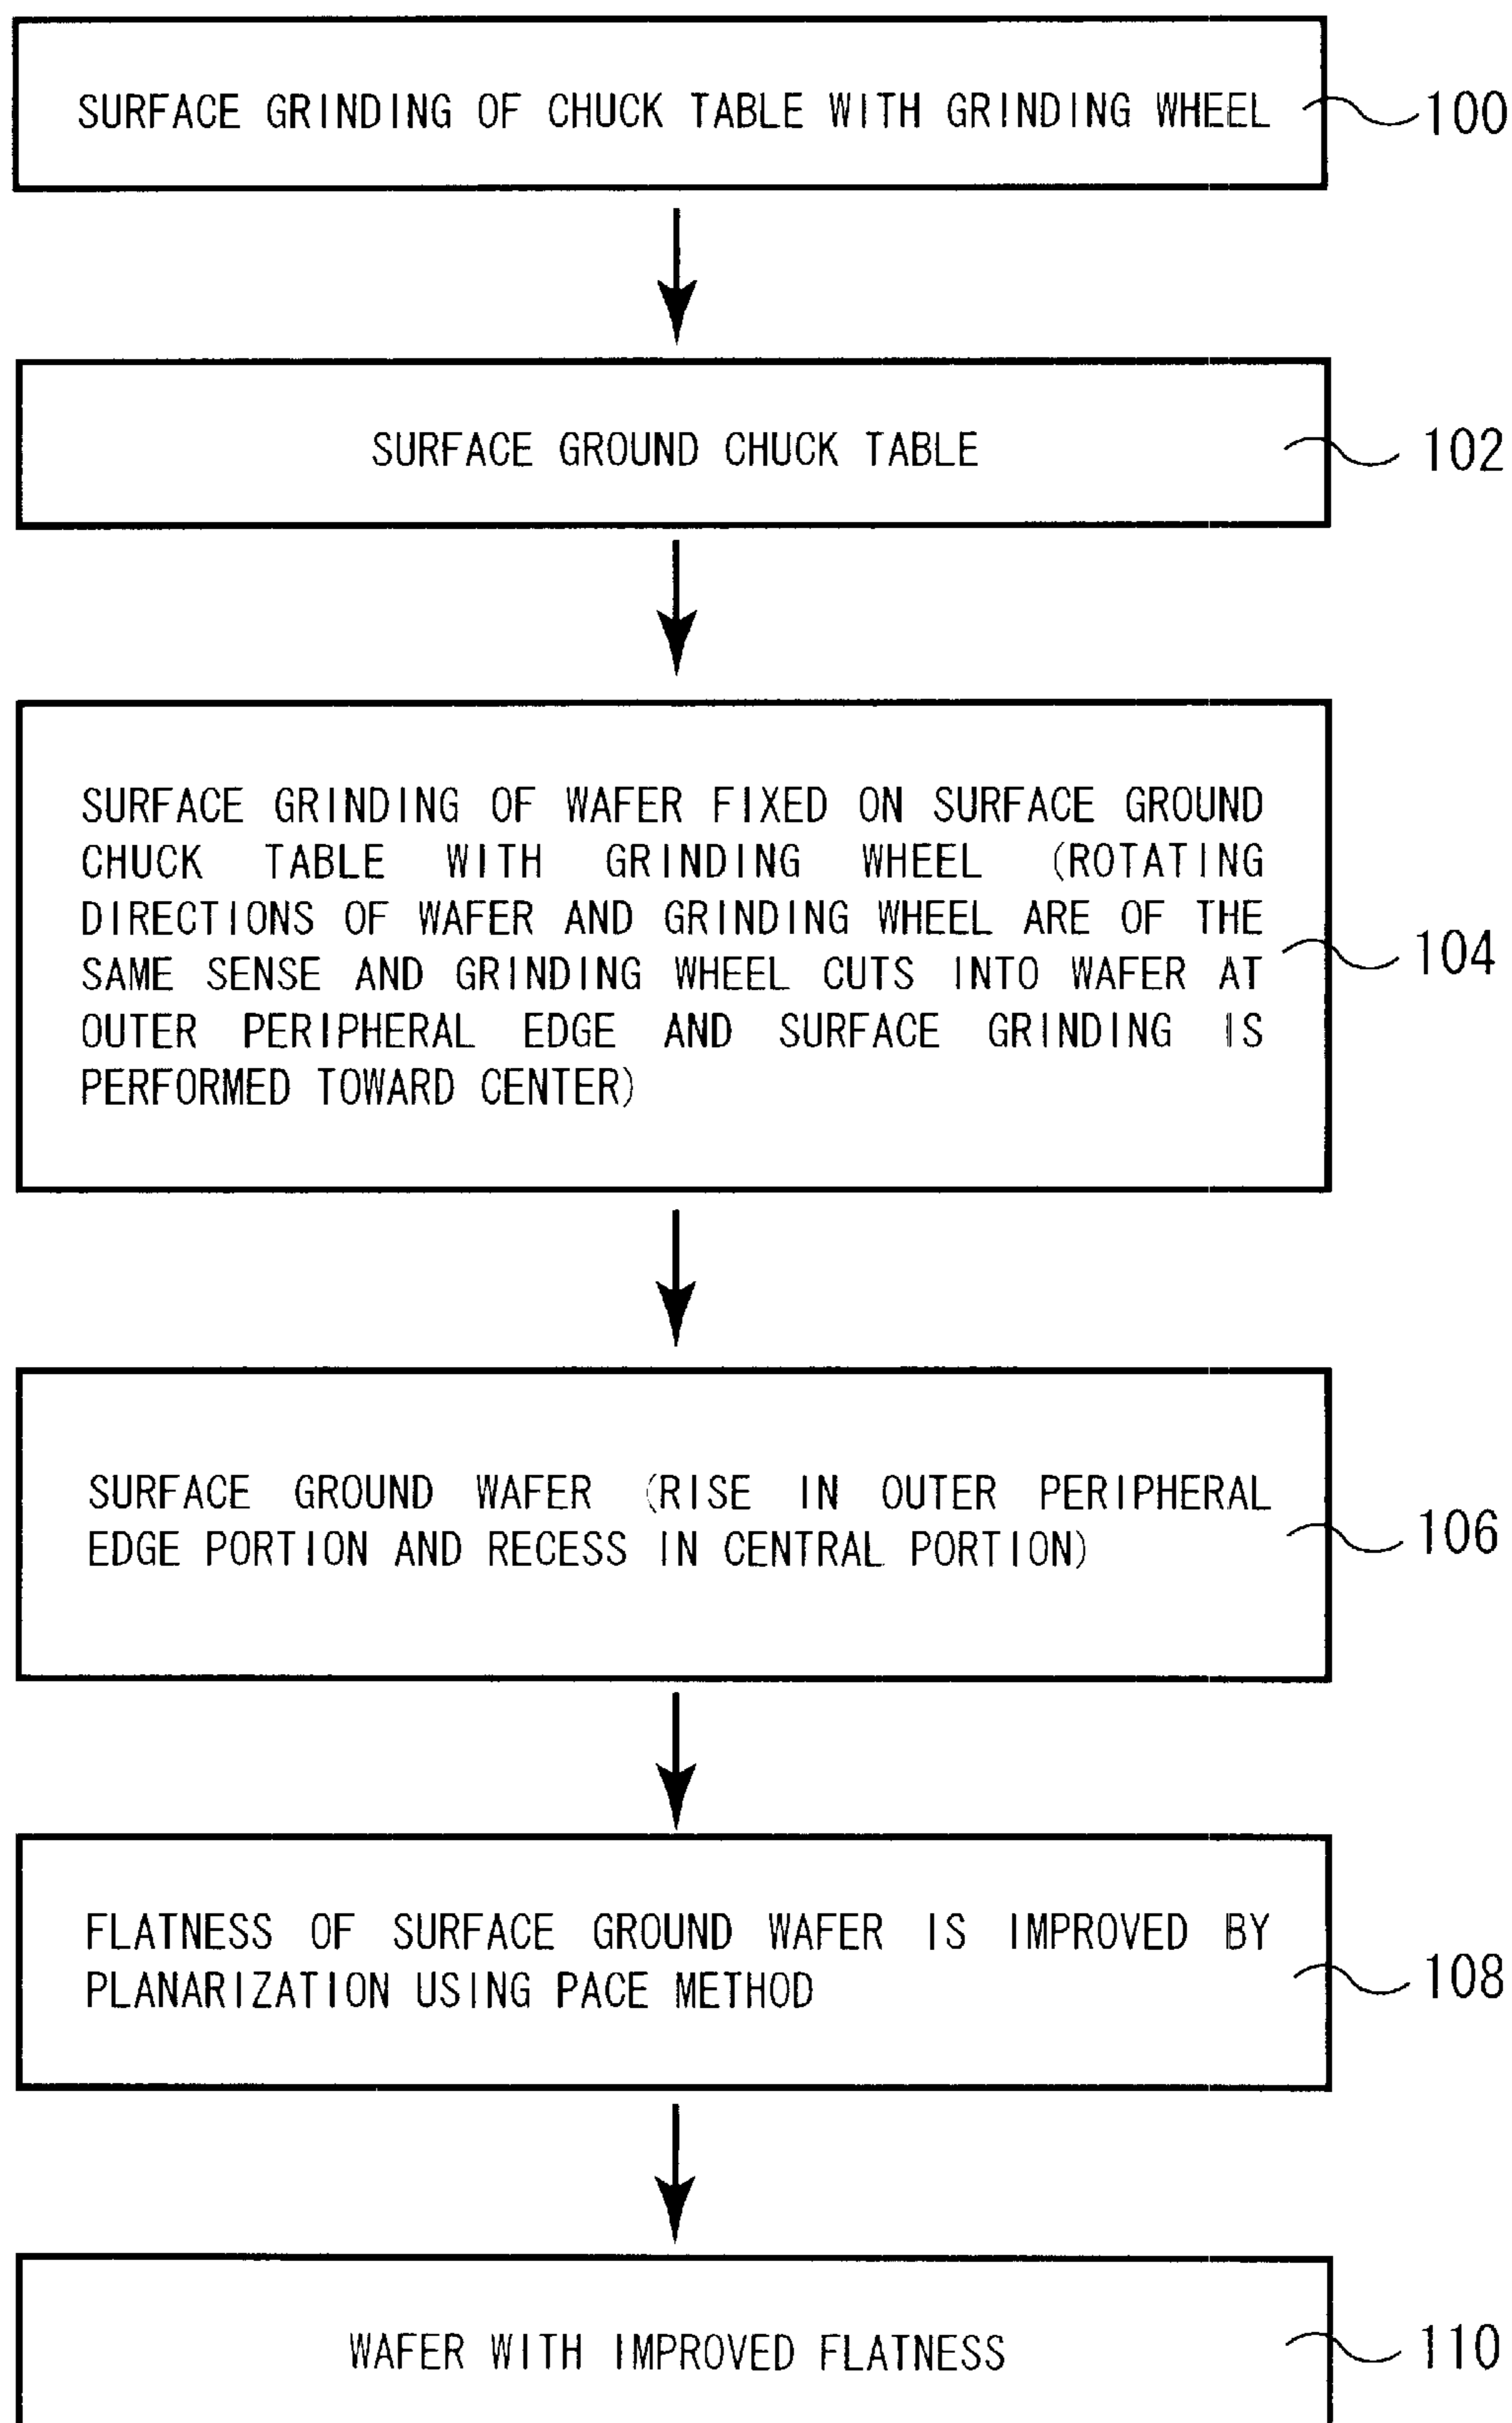 SURFACE GRINDING OF CHUCK TABLE WITH GRINDING WHEEL
100
SURFACE GROUND CHUCK TABLE
102
SURFACE GRINDING OF WAFER FIXED ON SURFACE GROUND
CHUCK TABLE WITH GRINDING WHEEL (ROTATING
DIRECTIONS OF WAFER AND GRINDING WHEEL ARE OF THE
SAME SENSE AND GRINDING WHEEL CUTS INTO WAFER AT
OUTER PERIPHERAL EDGE AND SURFACE GRINDING IS
PERFORMED TOWARD CENTER)
104
SURFACE GROUND WAFER (RISE IN OUTER PERIPHERAL
EDGE PORTION AND RECESS IN CENTRAL PORTION)
106
FLATNESS OF SURFACE GROUND WAFER IS IMPROVED BY
PLANARIZATION USING PACE METHOD
108
WAFER WITH IMPROVED FLATNESS
110